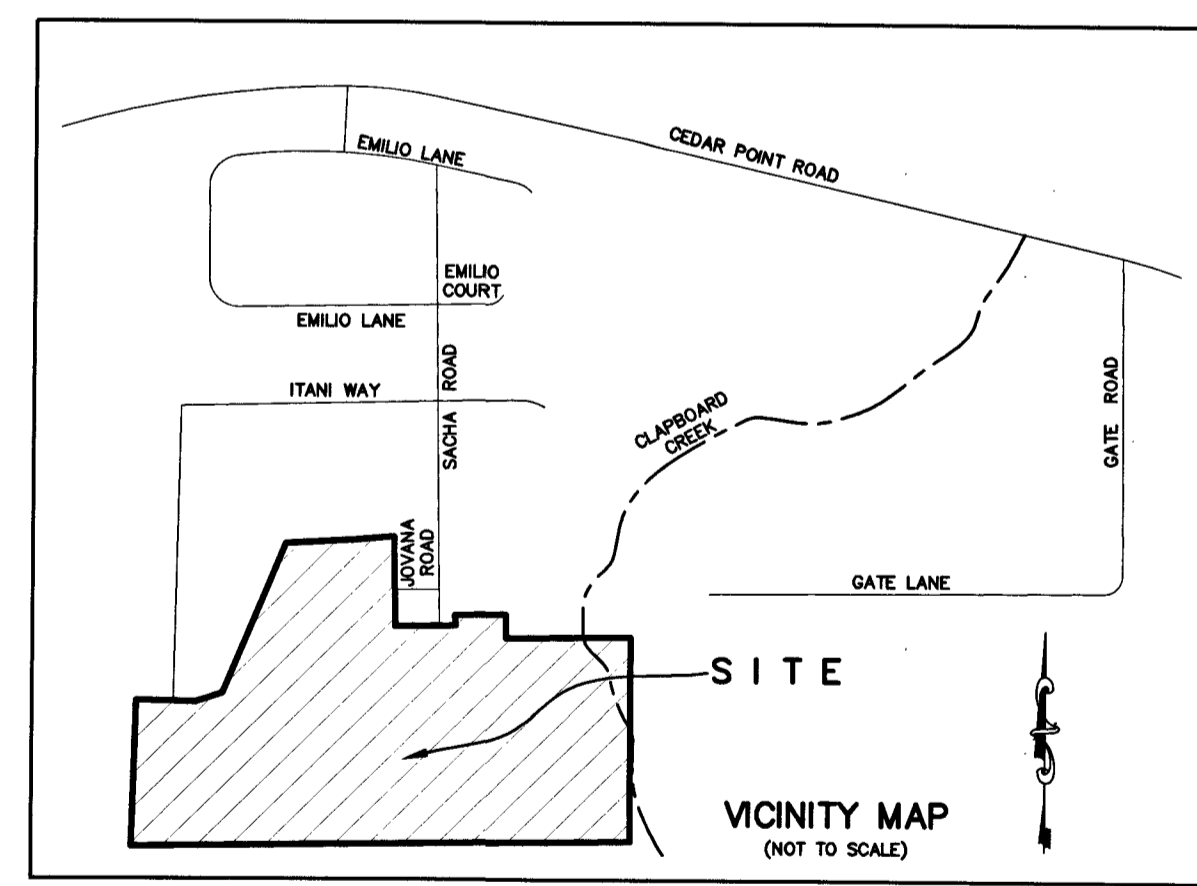 CEDAR POINT ROAD
EMILIO LANE
EMILIO
COURT
EMILIO LANE
SACHA ROAD
ITANI WAY
GATE ROAD
CLAPBOARD
CREEK
JOVANA
ROAD
GATE LANE
SITE
VICINITY MAP
(NOT TO SCALE)